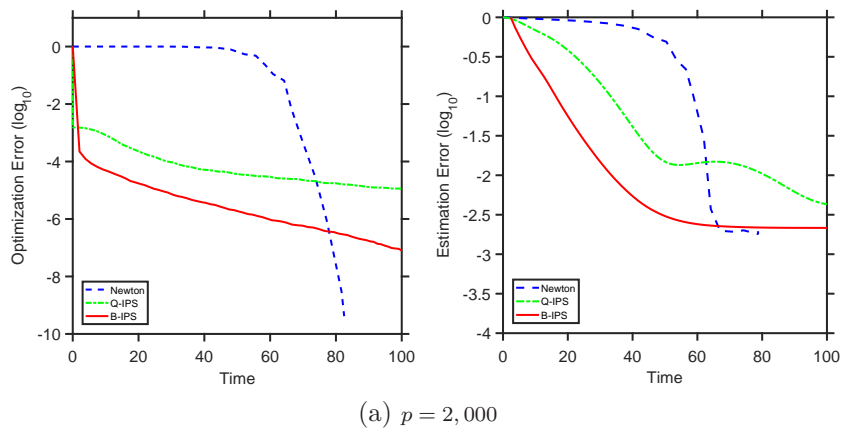 Optimization Error (log10)
0
-2
-4
-6
-8
-10
Newton
Q-IPS
B-IPS
0 20 40 60 80 100
Time
Estimation Error (log10)
0
-0.5
-1
-1.5
-2
-2.5
-3
-3.5
-4
Newton
Q-IPS
B-IPS
0 20 40 60 80 100
Time
(a) p = 2,000